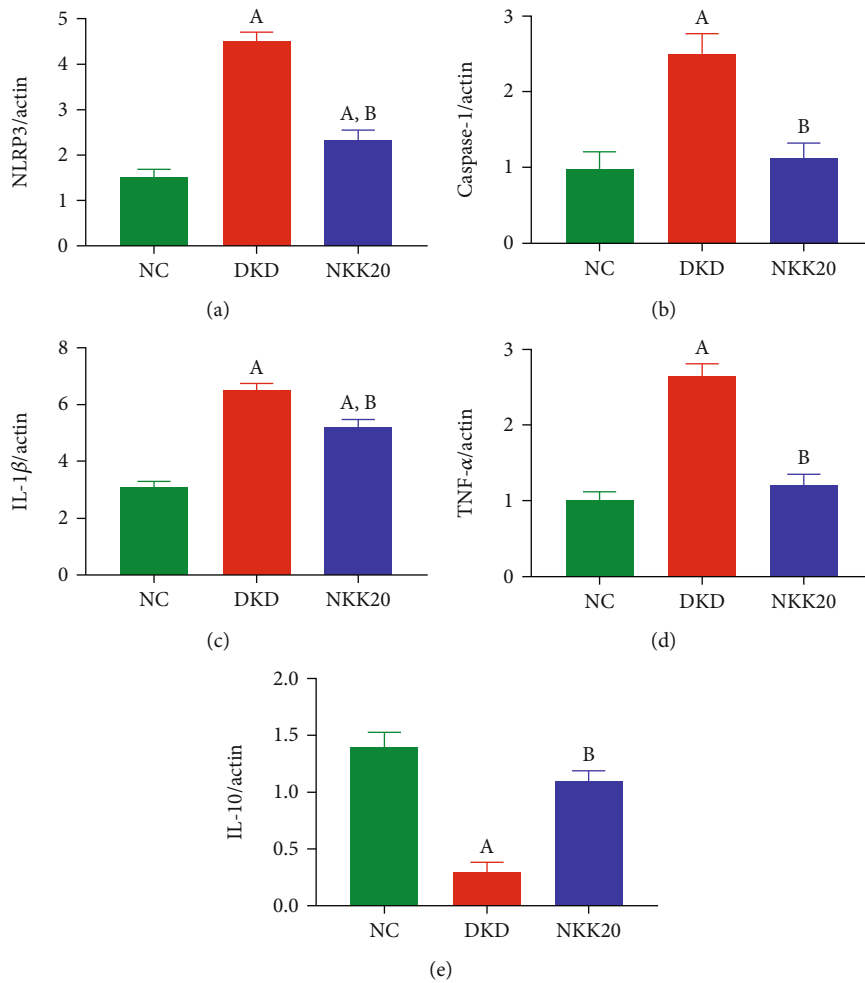 NLRP3/actin
5
4
3
2
1
0
A
A, B
NC DKD NKK20
(a)
Caspase-1/actin
3
2
1
0
A
B
NC DKD NKK20
(b)
IL-1β/actin
8
6
4
2
0
A
A, B
NC DKD NKK20
(c)
TNF-α/actin
3
2
1
0
A
B
NC DKD NKK20
(d)
IL-10/actin
2.0
1.5
1.0
0.5
0.0
A
B
NC DKD NKK20
(e)